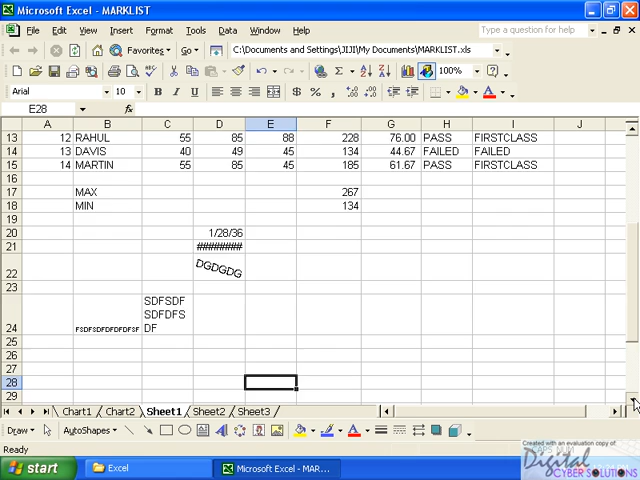 Microsoft Excel - MARKLIST
File Edit View Insert Format Tools Data Window Help Type a question for help
Favorites Go C:\Documents and Settings\JIJI\My Documents\MARKLIST.xls
100%
Arial 10 B I U
E28 fx
A B C D E F G H I J
13 12 RAHUL 55 85 88 228 76.00 PASS FIRSTCLASS
14 13 DAVIS 40 49 45 134 44.67 FAILED FAILED
15 14 MARTIN 55 85 45 185 61.67 PASS FIRSTCLASS
16
17 MAX 267
18 MIN 134
19
20 1/28/36
21 ########
22 DGDGDG
23
SDFSDF
SDFDFS
24 FSDFSDFDFDFDFSF DF
25
26
27
28
29
Chart1 Chart2 Sheet1 Sheet2 Sheet3
Draw AutoShapes
Ready NUM
Created with an evaluation copy of
Digital
CYBER SOLUTIONS
start Excel Microsoft Excel - MAR...